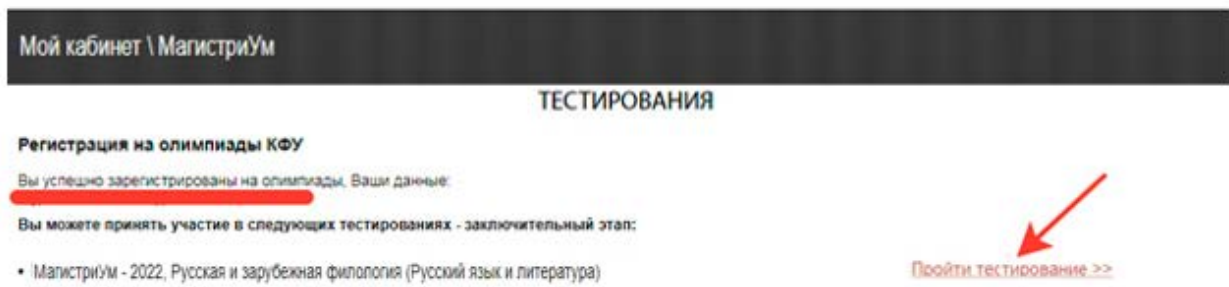 Мой кабинет \ МагистриУм
ТЕСТИРОВАНИЯ
Регистрация на олимпиады КФУ
Вы успешно зарегистрированы на олимпиады, Ваши данные:
Вы можете принять участие в следующих тестированиях - заключительный этап:
• МагистриУм - 2022, Русская и зарубежная филология (Русский язык и литература)
Пройти тестирование >>